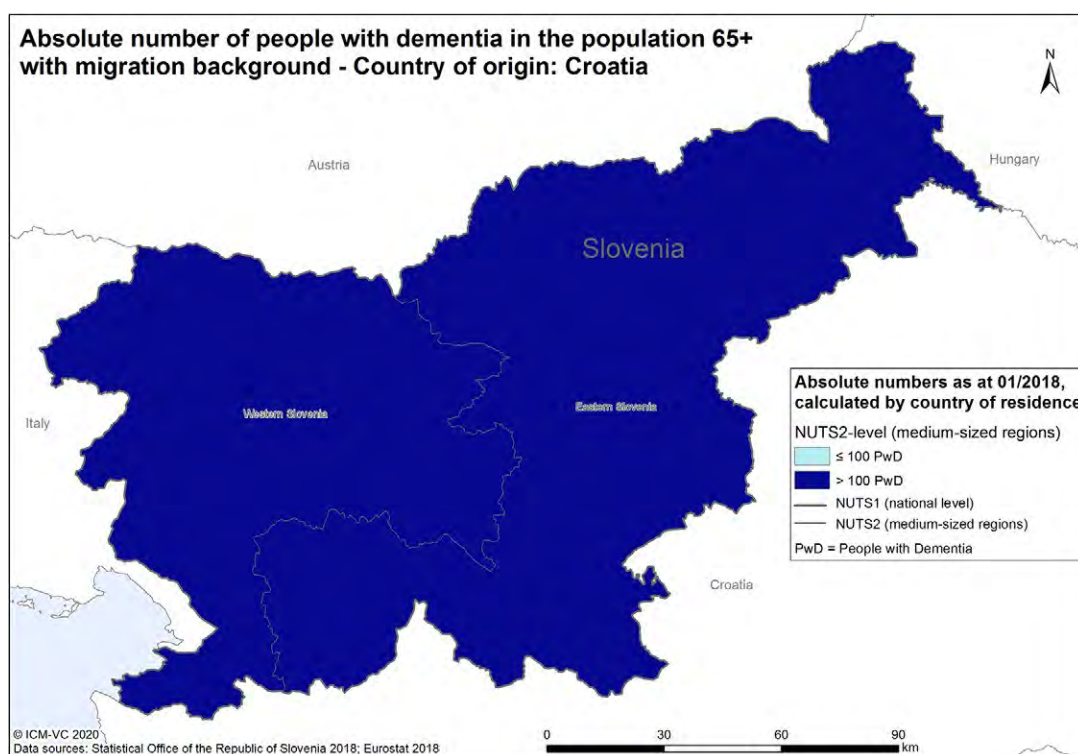 Absolute number of people with dementia in the population 65+
with migration background - Country of origin: Croatia
N
Austria
Hungary
Slovenia
Western Slovenia
Eastern Slovenia
Italy
Croatia
Absolute numbers as at 01/2018,
calculated by country of residence
NUTS2-level (medium-sized regions)
≤ 100 PwD
> 100 PwD
NUTS1 (national level)
NUTS2 (medium-sized regions)
PwD = People with Dementia
© ICM-VC 2020
Data sources: Statistical Office of the Republic of Slovenia 2018; Eurostat 2018
0 30 60 90
km